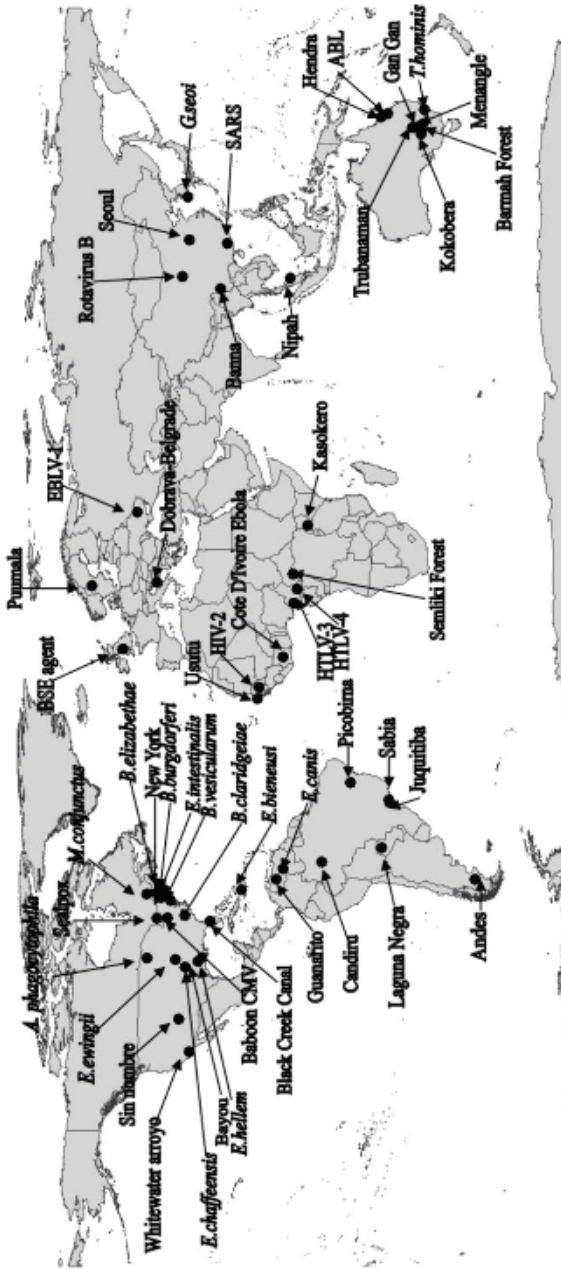 A. phagocytophila
Sealpox
M.conjunctus
B.elizabethae
New York
B.burgdorferi
E.intestinalis
B.vesicularum
B.claridgeiae
E.bieneusi
E.canis
E.ewingii
Sin nombre
Whitewater arroyo
E.chaffeensis
Bayou
E.hellem
Baboon CMV
Black Creek Canal
Guanarito
Candiru
Laguna Negra
Andes
Picobirna
Sabia
Juquitiba
BSE agent
Puumala
EBLV-1
Dobrava-Belgrade
Usutu
HIV-2
Cote D'Ivoire Ebola
HTLV-3
HTLV-4
Semliki Forest
Kasokero
Rotavirus B
Seoul
G.seoi
SARS
Banna
Nipah
Hendra
ABL
Gan Gan
T.hominis
Trubanaman
Kokobera
Barmah Forest
Menangle